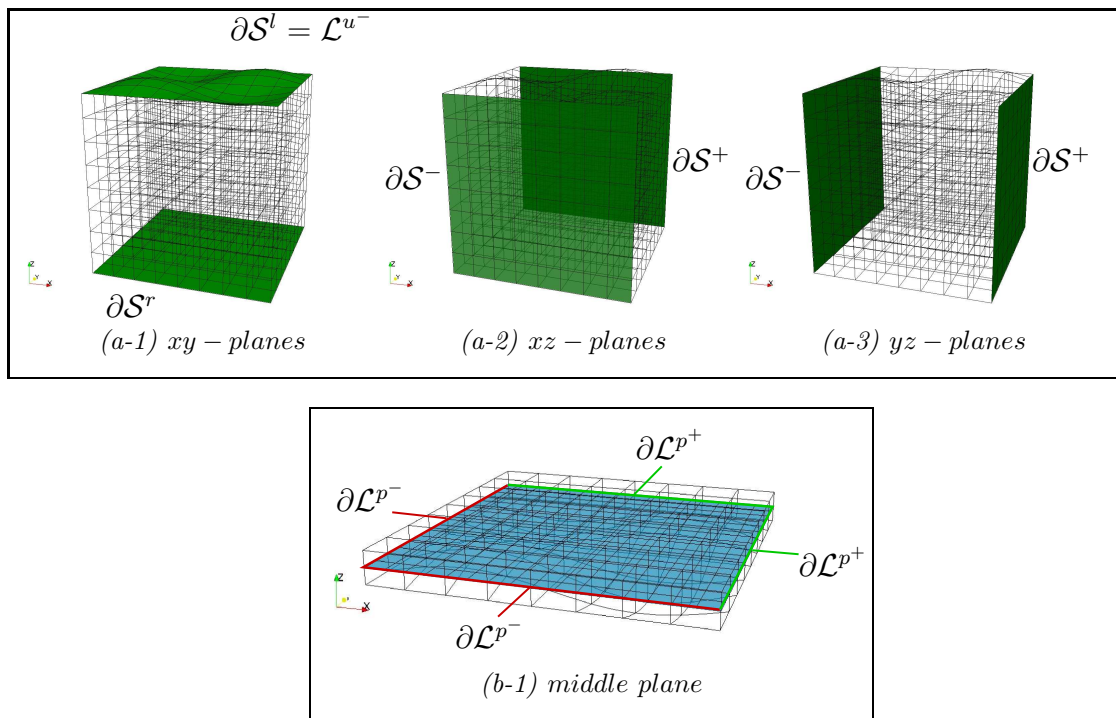 ∂𝒮^l = ℒ^{u^-}
∂𝒮^- ∂𝒮^+ ∂𝒮^- ∂𝒮^+
Z Y X Z Y X Z Y X
∂𝒮^r
(a-1) xy − planes (a-2) xz − planes (a-3) yz − planes
∂ℒ^{p^+}
∂ℒ^{p^-}
∂ℒ^{p^+}
Z X
∂ℒ^{p^-}
(b-1) middle plane